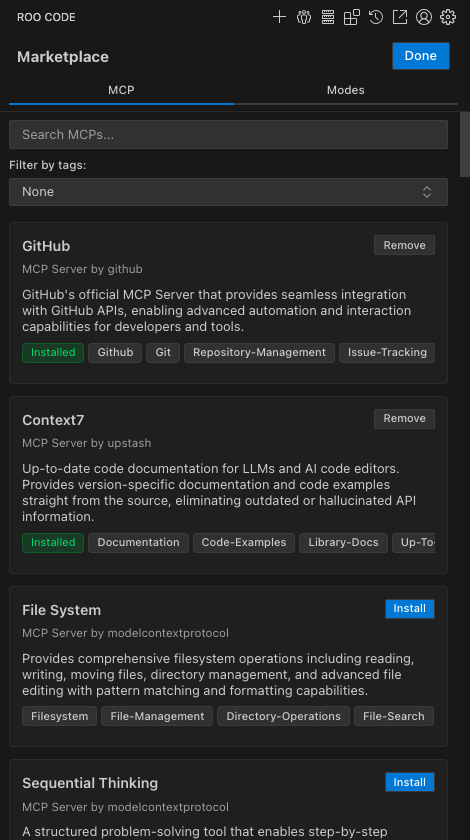 ROO CODE
Marketplace
Done
MCP
Modes
Search MCPs...
Filter by tags:
None
GitHub
Remove
MCP Server by github
GitHub's official MCP Server that provides seamless integration
with GitHub APIs, enabling advanced automation and interaction
capabilities for developers and tools.
Installed Github Git Repository-Management Issue-Tracking
Context7
Remove
MCP Server by upstash
Up-to-date code documentation for LLMs and AI code editors.
Provides version-specific documentation and code examples
straight from the source, eliminating outdated or hallucinated API
information.
Installed Documentation Code-Examples Library-Docs Up-To
File System
Install
MCP Server by modelcontextprotocol
Provides comprehensive filesystem operations including reading,
writing, moving files, directory management, and advanced file
editing with pattern matching and formatting capabilities.
Filesystem File-Management Directory-Operations File-Search
Sequential Thinking
Install
MCP Server by modelcontextprotocol
A structured problem-solving tool that enables step-by-step